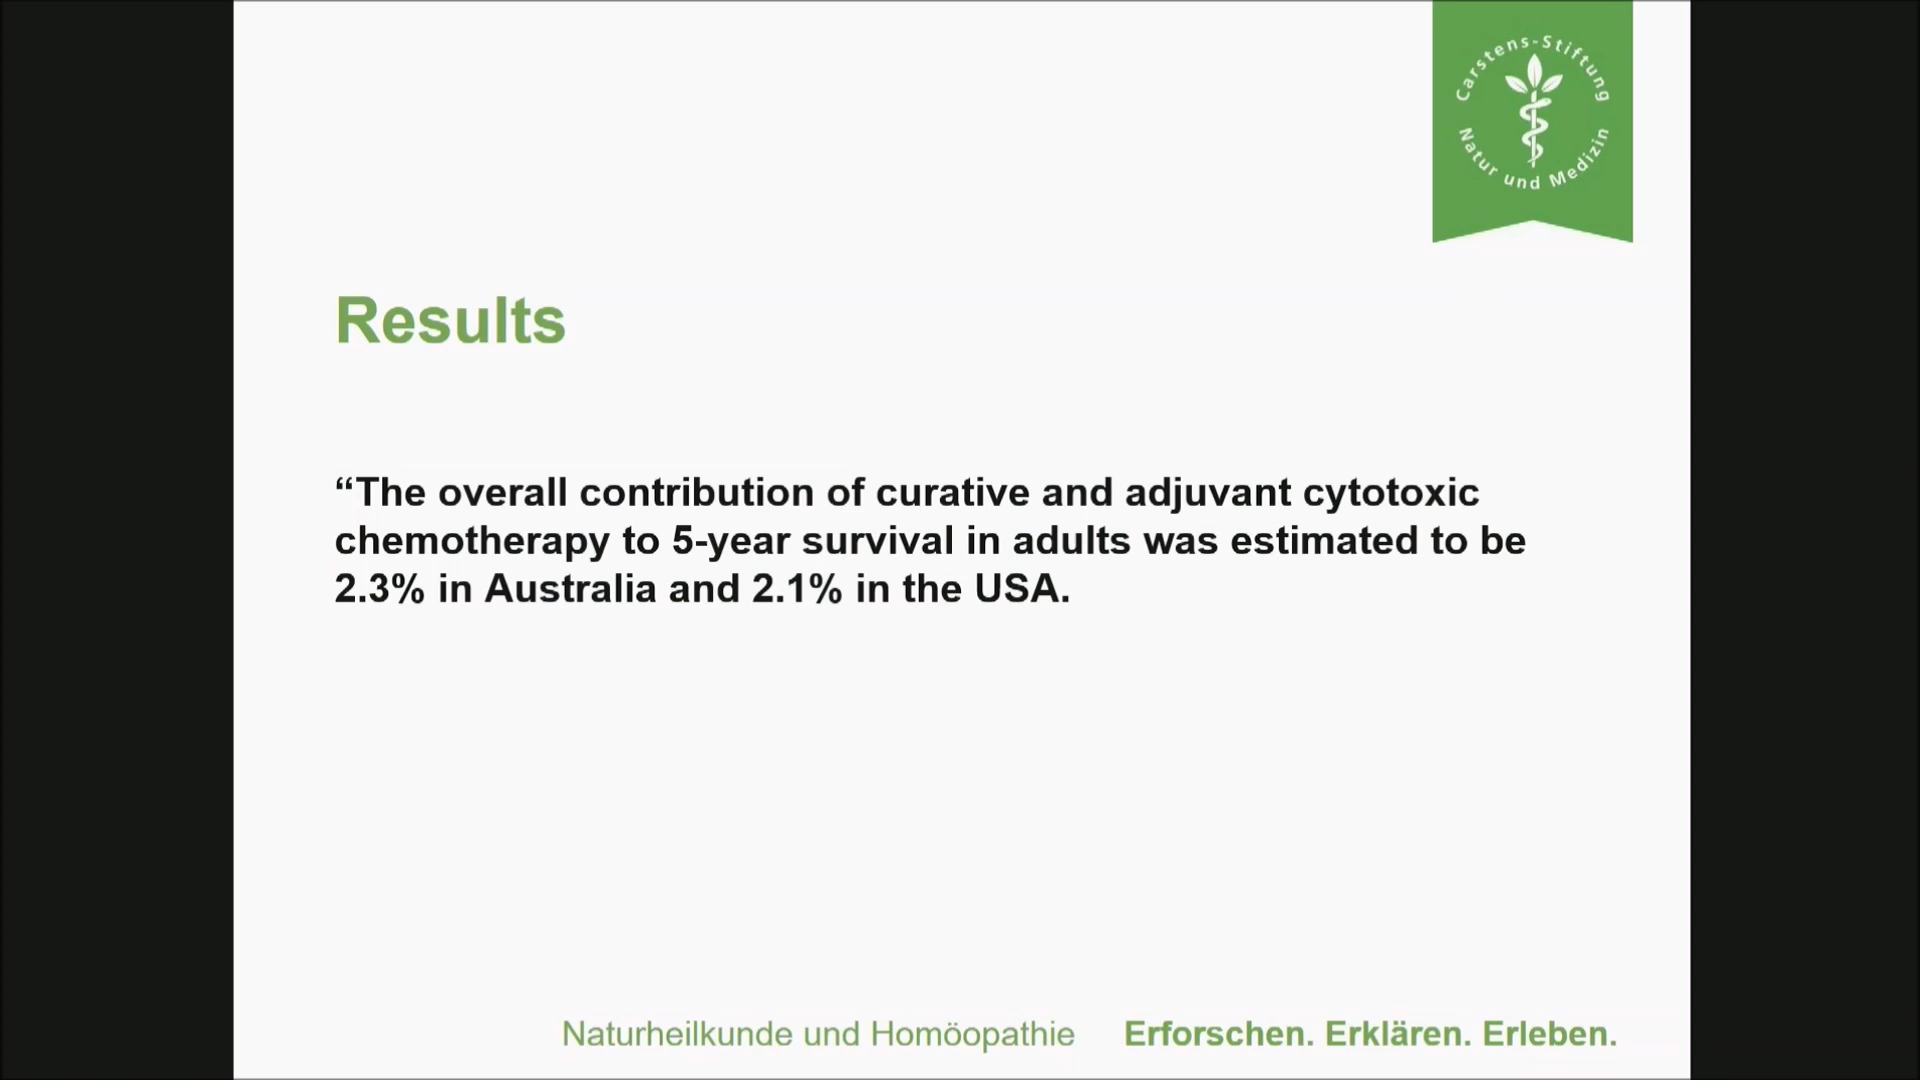 Carstens-Stiftung
Natur und Medizin
Results
“The overall contribution of curative and adjuvant cytotoxic
chemotherapy to 5-year survival in adults was estimated to be
2.3% in Australia and 2.1% in the USA.
Naturheilkunde und Homöopathie Erforschen. Erklären. Erleben.